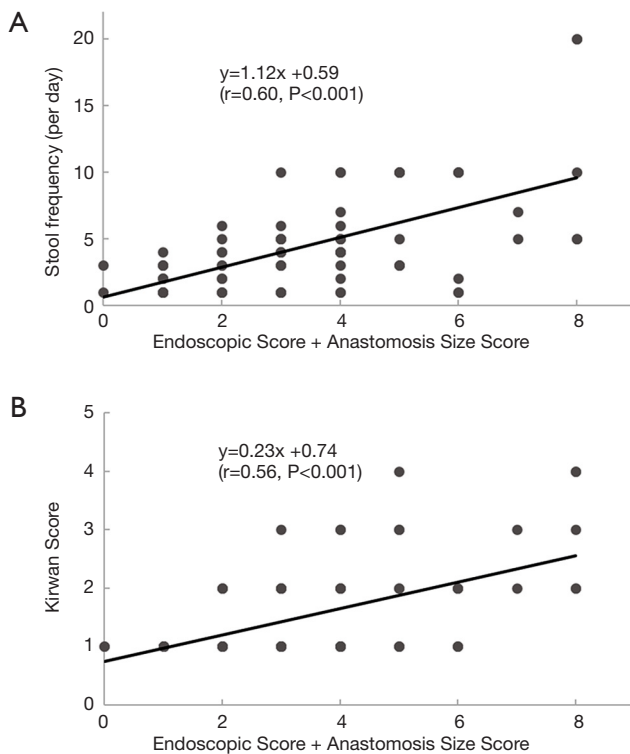 A
20
15
10
5
0
Stool frequency (per day)
y=1.12x +0.59
(r=0.60, P<0.001)
0 2 4 6 8
Endoscopic Score + Anastomosis Size Score
B
5
4
3
2
1
0
Kirwan Score
y=0.23x +0.74
(r=0.56, P<0.001)
0 2 4 6 8
Endoscopic Score + Anastomosis Size Score